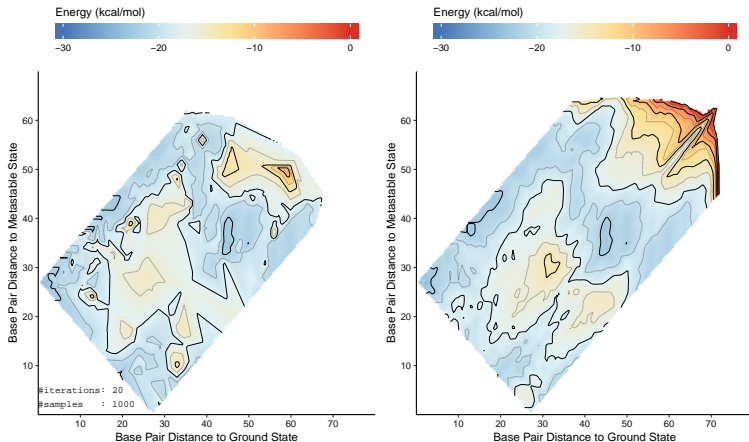 Energy (kcal/mol)
−30 −20 −10 0
Base Pair Distance to Metastable State
60
50
40
30
20
10
#iterations: 20
#samples   : 1000
10 20 30 40 50 60 70
Base Pair Distance to Ground State
Energy (kcal/mol)
−30 −20 −10 0
Base Pair Distance to Metastable State
60
50
40
30
20
10
10 20 30 40 50 60 70
Base Pair Distance to Ground State